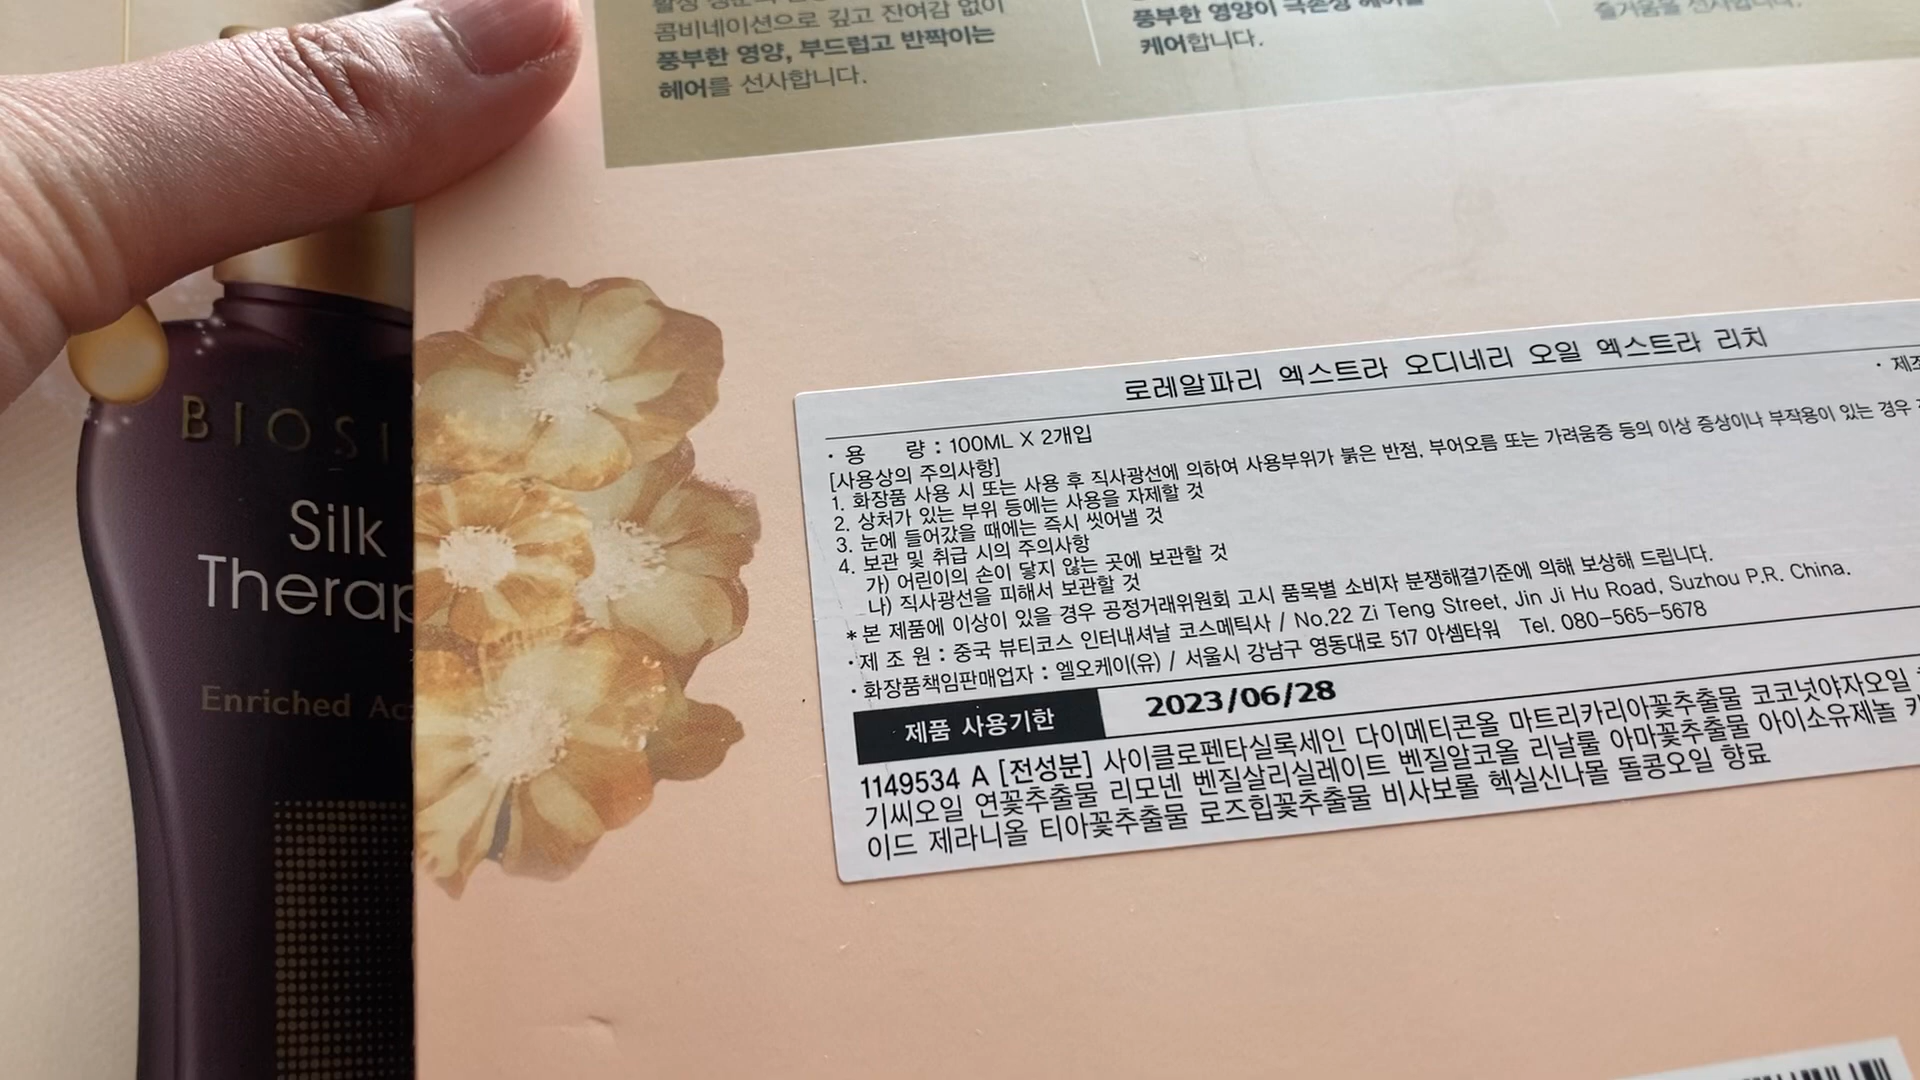 콤비네이션으로 깊고 잔여감 없이
풍부한 영양, 부드럽고 반짝이는
헤어를 선사합니다.
풍부한 영양이 극손상 헤어를
케어합니다.
즐거움을 선사합니다.
BIOSI
Silk
Therap
Enriched Ac
로레알파리 엑스트라 오디네리 오일 엑스트라 리치
· 용 량 : 100ML X 2개입
· 제조
[사용상의 주의사항]
1. 화장품 사용 시 또는 사용 후 직사광선에 의하여 사용부위가 붉은 반점, 부어오름 또는 가려움증 등의 이상 증상이나 부작용이 있는 경우
2. 상처가 있는 부위 등에는 사용을 자제할 것
3. 눈에 들어갔을 때에는 즉시 씻어낼 것
4. 보관 및 취급 시의 주의사항
가) 어린이의 손이 닿지 않는 곳에 보관할 것
나) 직사광선을 피해서 보관할 것
*본 제품에 이상이 있을 경우 공정거래위원회 고시 품목별 소비자 분쟁해결기준에 의해 보상해 드립니다.
·제 조 원 : 중국 뷰티코스 인터내셔날 코스메틱사 / No.22 Zi Teng Street, Jin Ji Hu Road, Suzhou P.R. China.
· 화장품책임판매업자 : 엘오케이(유) / 서울시 강남구 영동대로 517 아셈타워 Tel. 080-565-5678
제품 사용기한 2023/06/28
1149534 A [전성분] 사이클로펜타실록세인 다이메티콘올 마트리카리아꽃추출물 코코넛야자오일
기씨오일 연꽃추출물 리모넨 벤질살리실레이트 벤질알코올 리날룰 아마꽃추출물 아이소유제놀
이드 제라니올 티아꽃추출물 로즈힙꽃추출물 비사보롤 헥실신나몰 돌콩오일 향료